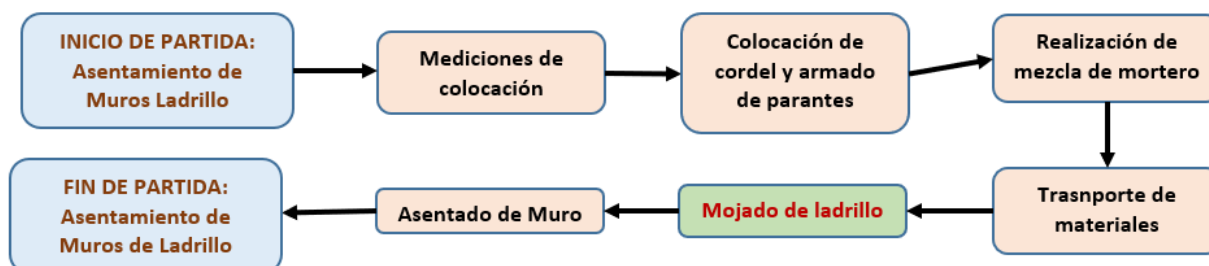 INICIO DE PARTIDA:
Asentamiento de
Muros Ladrillo
Mediciones de
colocación
Colocación de
cordel y armado
de parantes
Realización de
mezcla de mortero
Trasnporte de
materiales
Mojado de ladrillo
Asentado de Muro
FIN DE PARTIDA:
Asentamiento de
Muros de Ladrillo